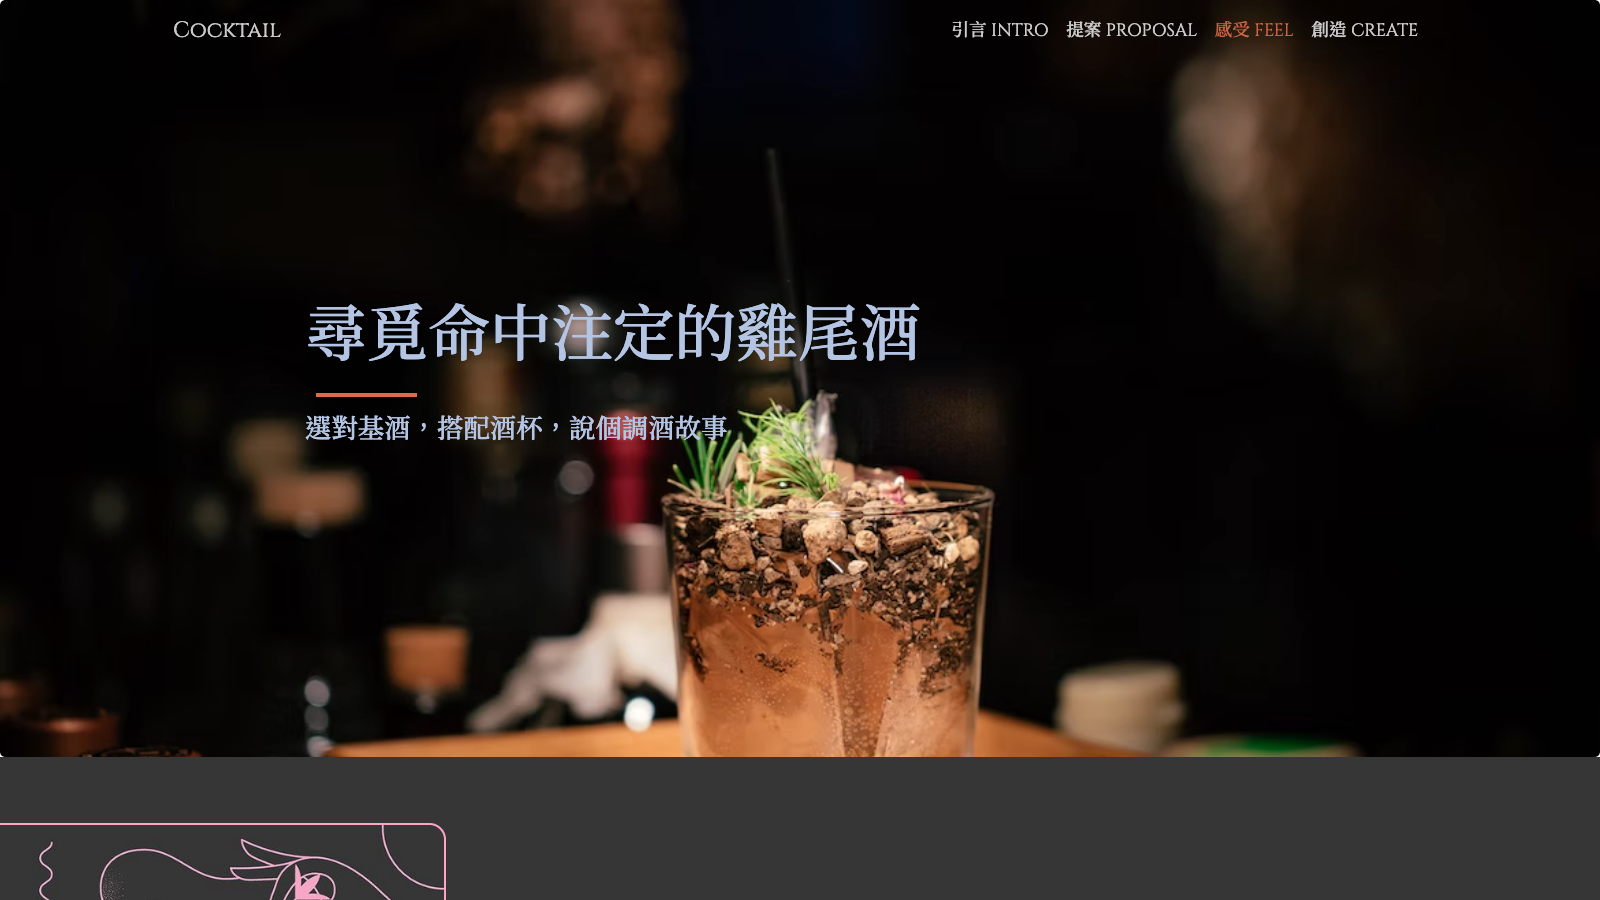 Cocktail
引言 INTRO
提案 PROPOSAL
感受 FEEL
創造 CREATE
尋覓命中注定的雞尾酒
選對基酒，搭配酒杯，說個調酒故事